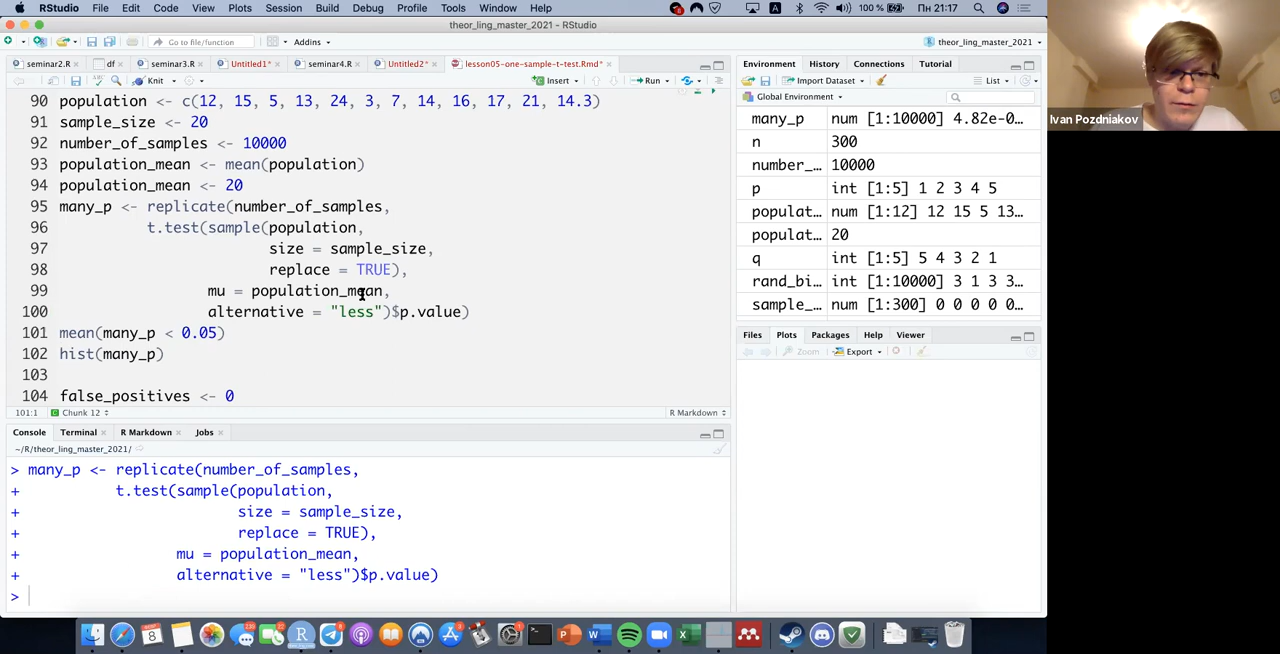 RStudio File Edit Code View Plots Session Build Debug Profile Tools Window Help 100 % Пн 21:17
theor_ling_master_2021 - RStudio
Go to file/function Addins theor_ling_master_2021
seminar2.R df seminar3.R Untitled1* seminar4.R Untitled2* lesson05-one-sample-t-test.Rmd*
Knit Insert Run
90 population <- c(12, 15, 5, 13, 24, 3, 7, 14, 16, 17, 21, 14.3)
91 sample_size <- 20
92 number_of_samples <- 10000
93 population_mean <- mean(population)
94 population_mean <- 20
95 many_p <- replicate(number_of_samples,
96 t.test(sample(population,
97 size = sample_size,
98 replace = TRUE),
99 mu = population_mean,
100 alternative = "less")$p.value)
101 mean(many_p < 0.05)
102 hist(many_p)
103
104 false_positives <- 0
101:1 Chunk 12 R Markdown
Console Terminal R Markdown Jobs
~/R/theor_ling_master_2021/
> many_p <- replicate(number_of_samples,
+ t.test(sample(population,
+ size = sample_size,
+ replace = TRUE),
+ mu = population_mean,
+ alternative = "less")$p.value)
>
Environment History Connections Tutorial
Import Dataset List
Global Environment
many_p num [1:10000] 4.82e-0…
n 300
number_… 10000
p int [1:5] 1 2 3 4 5
populat… num [1:12] 12 15 5 13…
populat… 20
q int [1:5] 5 4 3 2 1
rand_bi… int [1:10000] 3 1 3 3…
sample_… num [1:300] 0 0 0 0 0…
Files Plots Packages Help Viewer
Zoom Export
Ivan Pozdniakov